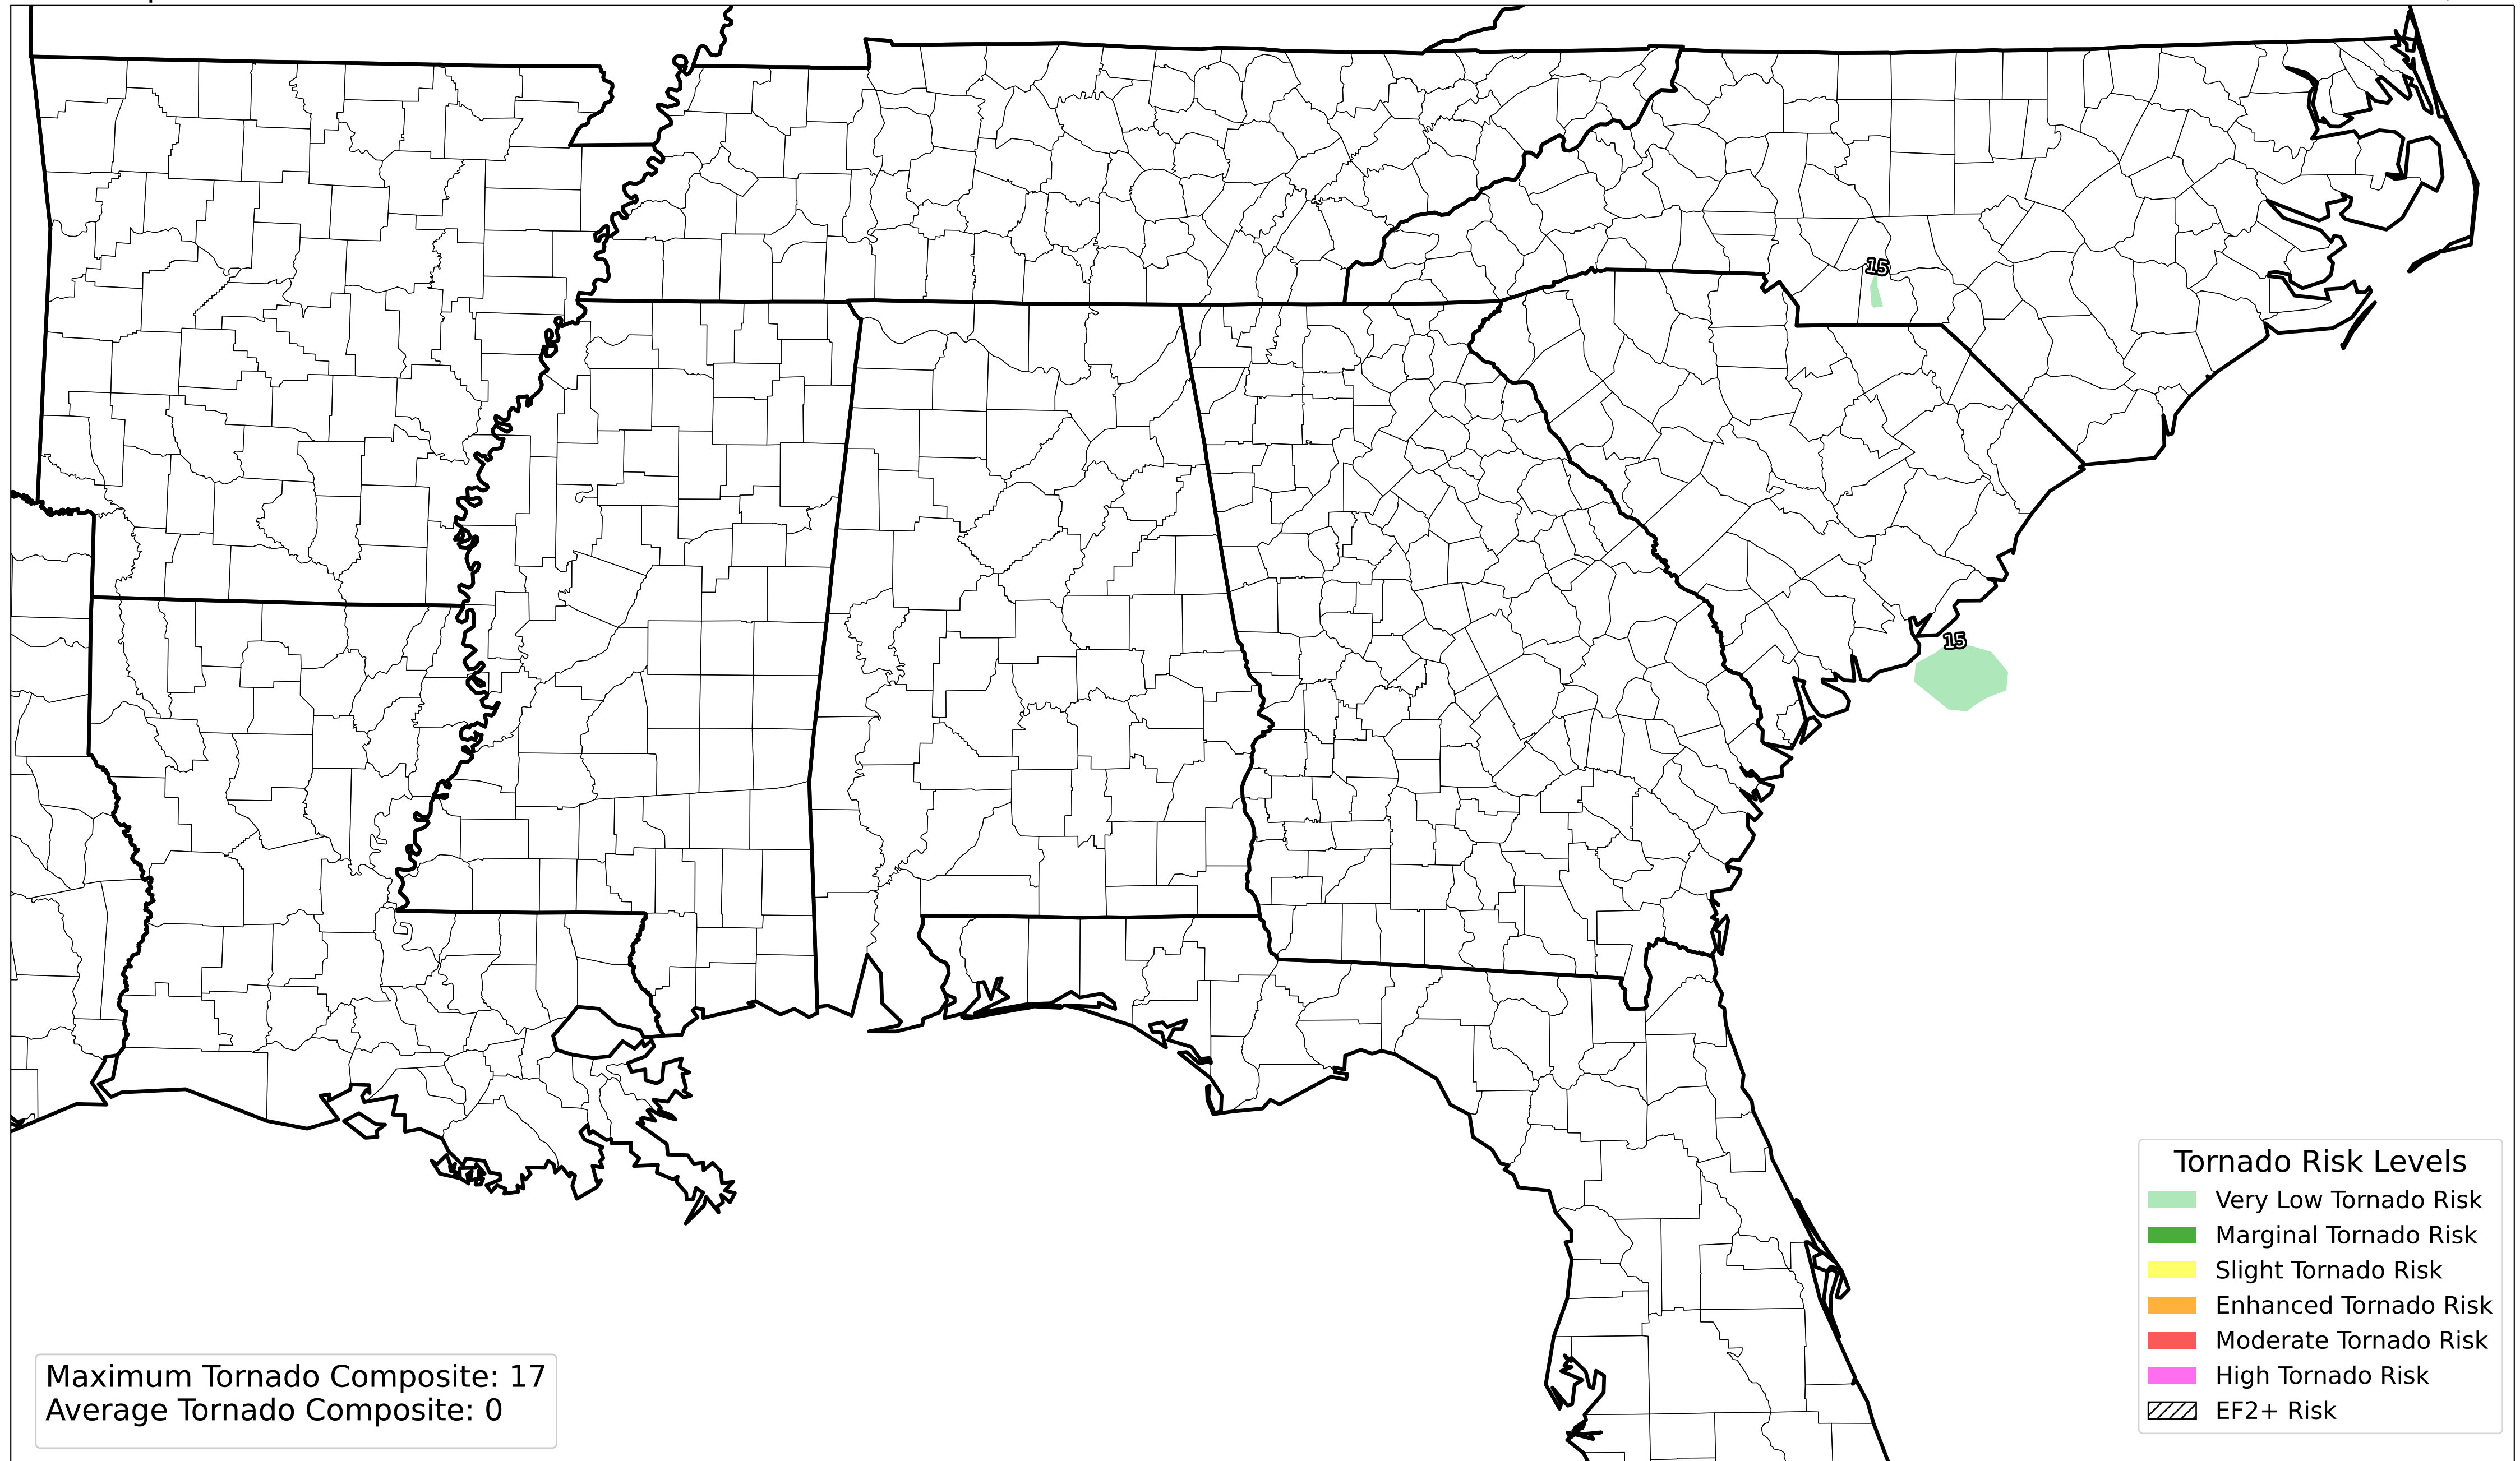 15
15
Tornado Risk Levels
Very Low Tornado Risk
Marginal Tornado Risk
Slight Tornado Risk
Enhanced Tornado Risk
Moderate Tornado Risk
High Tornado Risk
EF2+ Risk
Maximum Tornado Composite: 17
Average Tornado Composite: 0